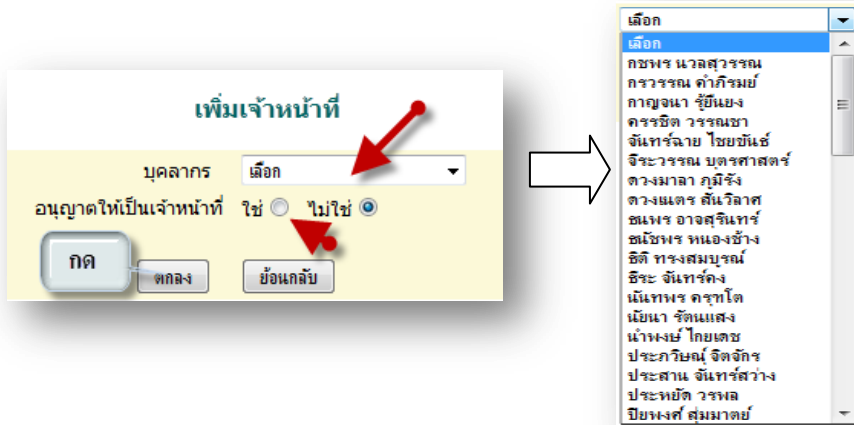 เพิ่มเจ้าหน้าที่
บุคลากร เลือก
อนุญาตให้เป็นเจ้าหน้าที่ ใช่ ไม่ใช่
กด
ตกลง ย้อนกลับ
เลือก
เลือก
กชพร นวลสุวรรณ
กรวรรณ คำภิรมย์
กาญจนา รู้ยืนยง
ครรชิต วรรณชา
จันทร์ฉาย ไชยขันธ์
จีระวรรณ บุตรศาสตร์
ดวงมาลา ภูมิรัง
ดวงเนตร สันวิลาศ
ธนพร อาจสุรินทร์
ธนัชพร หนองช้าง
ธิติ ทรงสมบูรณ์
ธีระ จันทร์คง
นันทพร ครุฑโต
นัยนา รัตนแสง
นำพงษ์ ไกยเดช
ประภวิษณุ์ จิตจักร
ประสาน จันทร์สว่าง
ประหยัด วรพล
ปิยพงศ์ สุ่มมาตย์